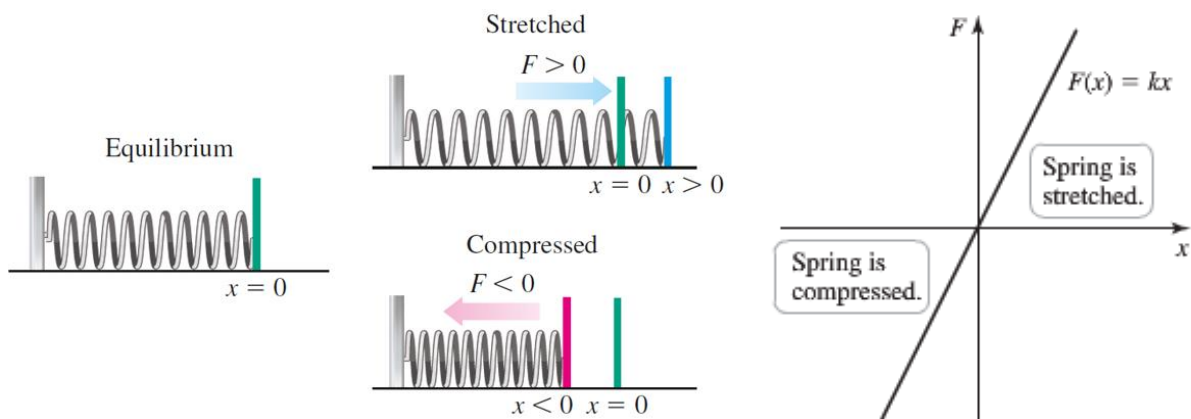 Equilibrium
x = 0
Stretched
F > 0
x = 0 x > 0
Compressed
F < 0
x < 0 x = 0
F
F(x) = kx
Spring is
stretched.
x
Spring is
compressed.